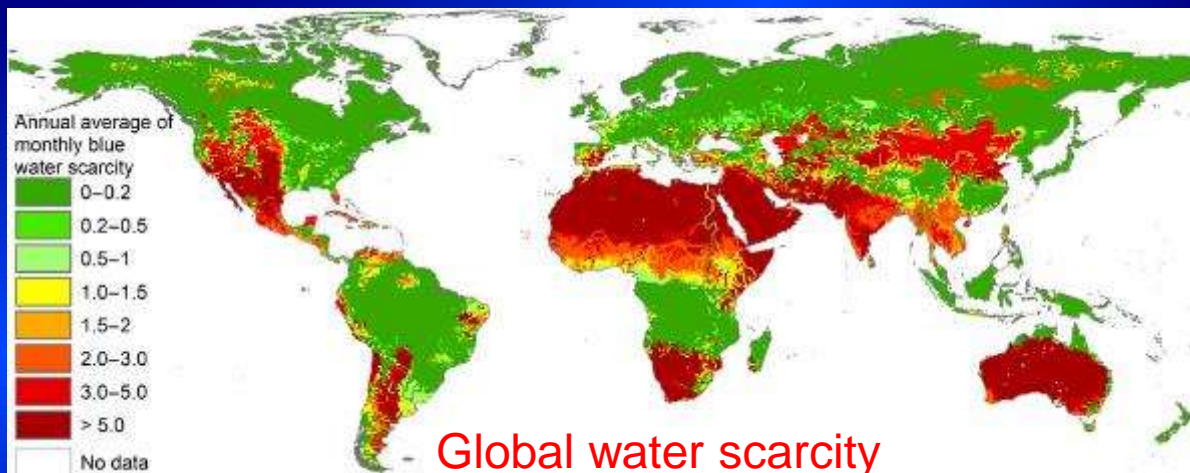 Annual average of
monthly blue
water scarcity
0–0.2
0.2–0.5
0.5–1
1.0–1.5
1.5–2
2.0–3.0
3.0–5.0
> 5.0
No data
Global water scarcity